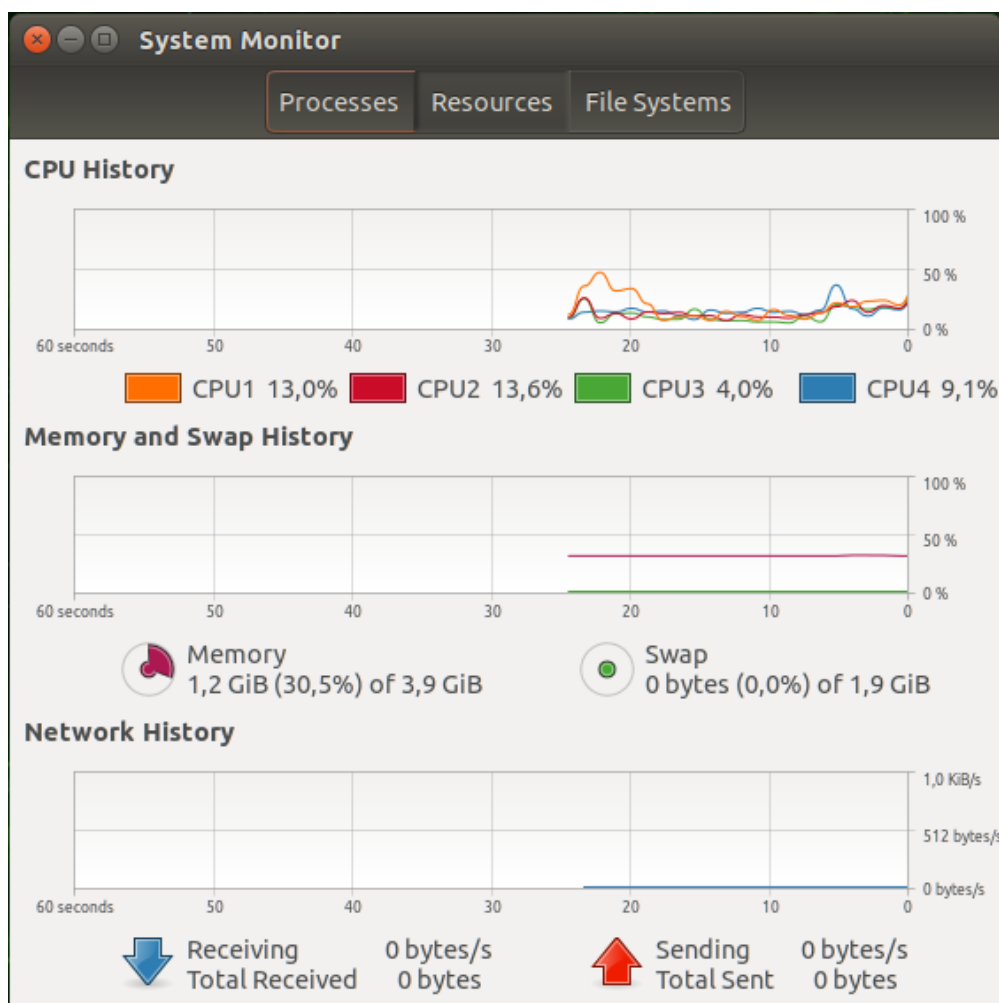 System Monitor
Processes Resources File Systems
CPU History
100 %
50 %
0 %
60 seconds 50 40 30 20 10 0
CPU1 13,0% CPU2 13,6% CPU3 4,0% CPU4 9,1%
Memory and Swap History
100 %
50 %
0 %
60 seconds 50 40 30 20 10 0
Memory Swap
1,2 GiB (30,5%) of 3,9 GiB 0 bytes (0,0%) of 1,9 GiB
Network History
1,0 KiB/s
512 bytes/s
0 bytes/s
60 seconds 50 40 30 20 10 0
Receiving 0 bytes/s Sending 0 bytes/s
Total Received 0 bytes Total Sent 0 bytes